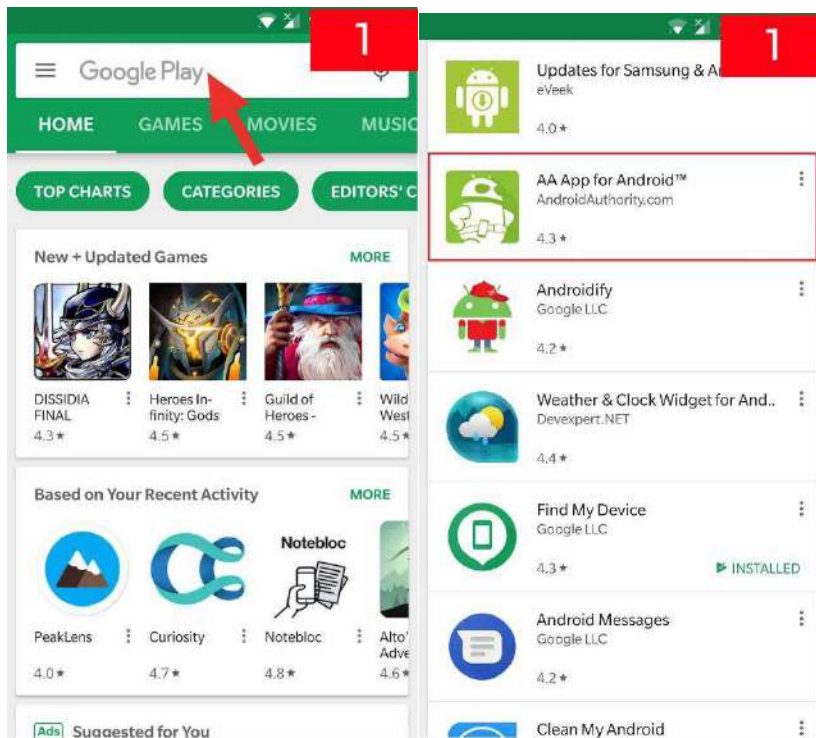 1
Google Play
HOME GAMES MOVIES MUSIC
TOP CHARTS CATEGORIES EDITORS' C
New + Updated Games MORE
DISSIDIA Heroes In- Guild of Wild
FINAL finity: Gods Heroes - West
4.3★ 4.5★ 4.5★ 4.5★
Based on Your Recent Activity MORE
Notebloc
PeakLens Curiosity Notebloc Alto's
Adve
4.0★ 4.7★ 4.8★ 4.6★
Ads Suggested for You
1
Updates for Samsung & A
eVeek
4.0★
AA App for Android™
AndroidAuthority.com
4.3★
Androidify
Google LLC
4.2★
Weather & Clock Widget for And..
Devexpert.NET
4.4★
Find My Device
Google LLC
4.3★ INSTALLED
Android Messages
Google LLC
4.2★
Clean My Android